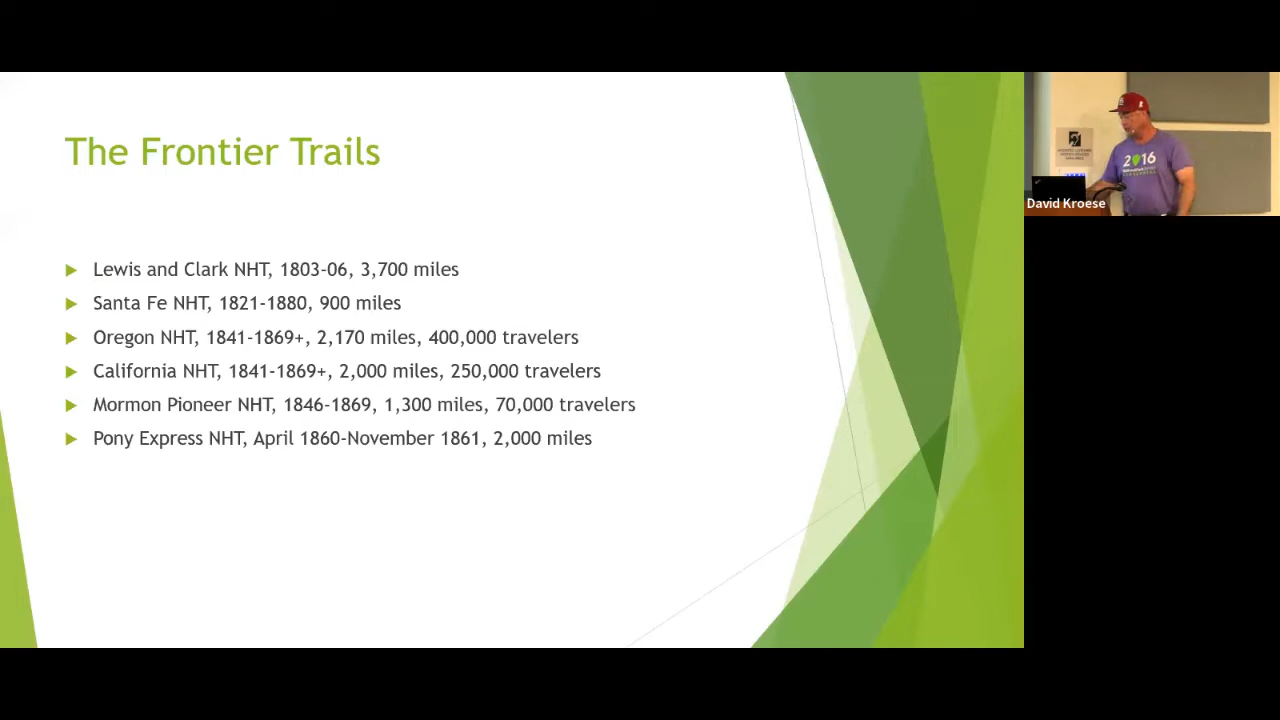 The Frontier Trails
Lewis and Clark NHT, 1803-06, 3,700 miles
Santa Fe NHT, 1821-1880, 900 miles
Oregon NHT, 1841-1869+, 2,170 miles, 400,000 travelers
California NHT, 1841-1869+, 2,000 miles, 250,000 travelers
Mormon Pioneer NHT, 1846-1869, 1,300 miles, 70,000 travelers
Pony Express NHT, April 1860-November 1861, 2,000 miles
2016
David Kroese